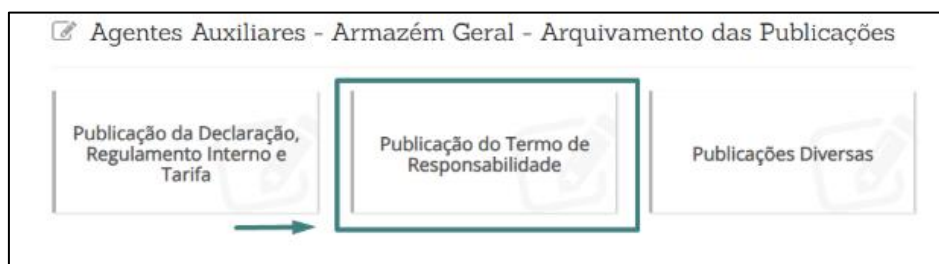 Agentes Auxiliares - Armazém Geral - Arquivamento das Publicações
Publicação da Declaração,
Regulamento Interno e
Tarifa
Publicação do Termo de
Responsabilidade
Publicações Diversas